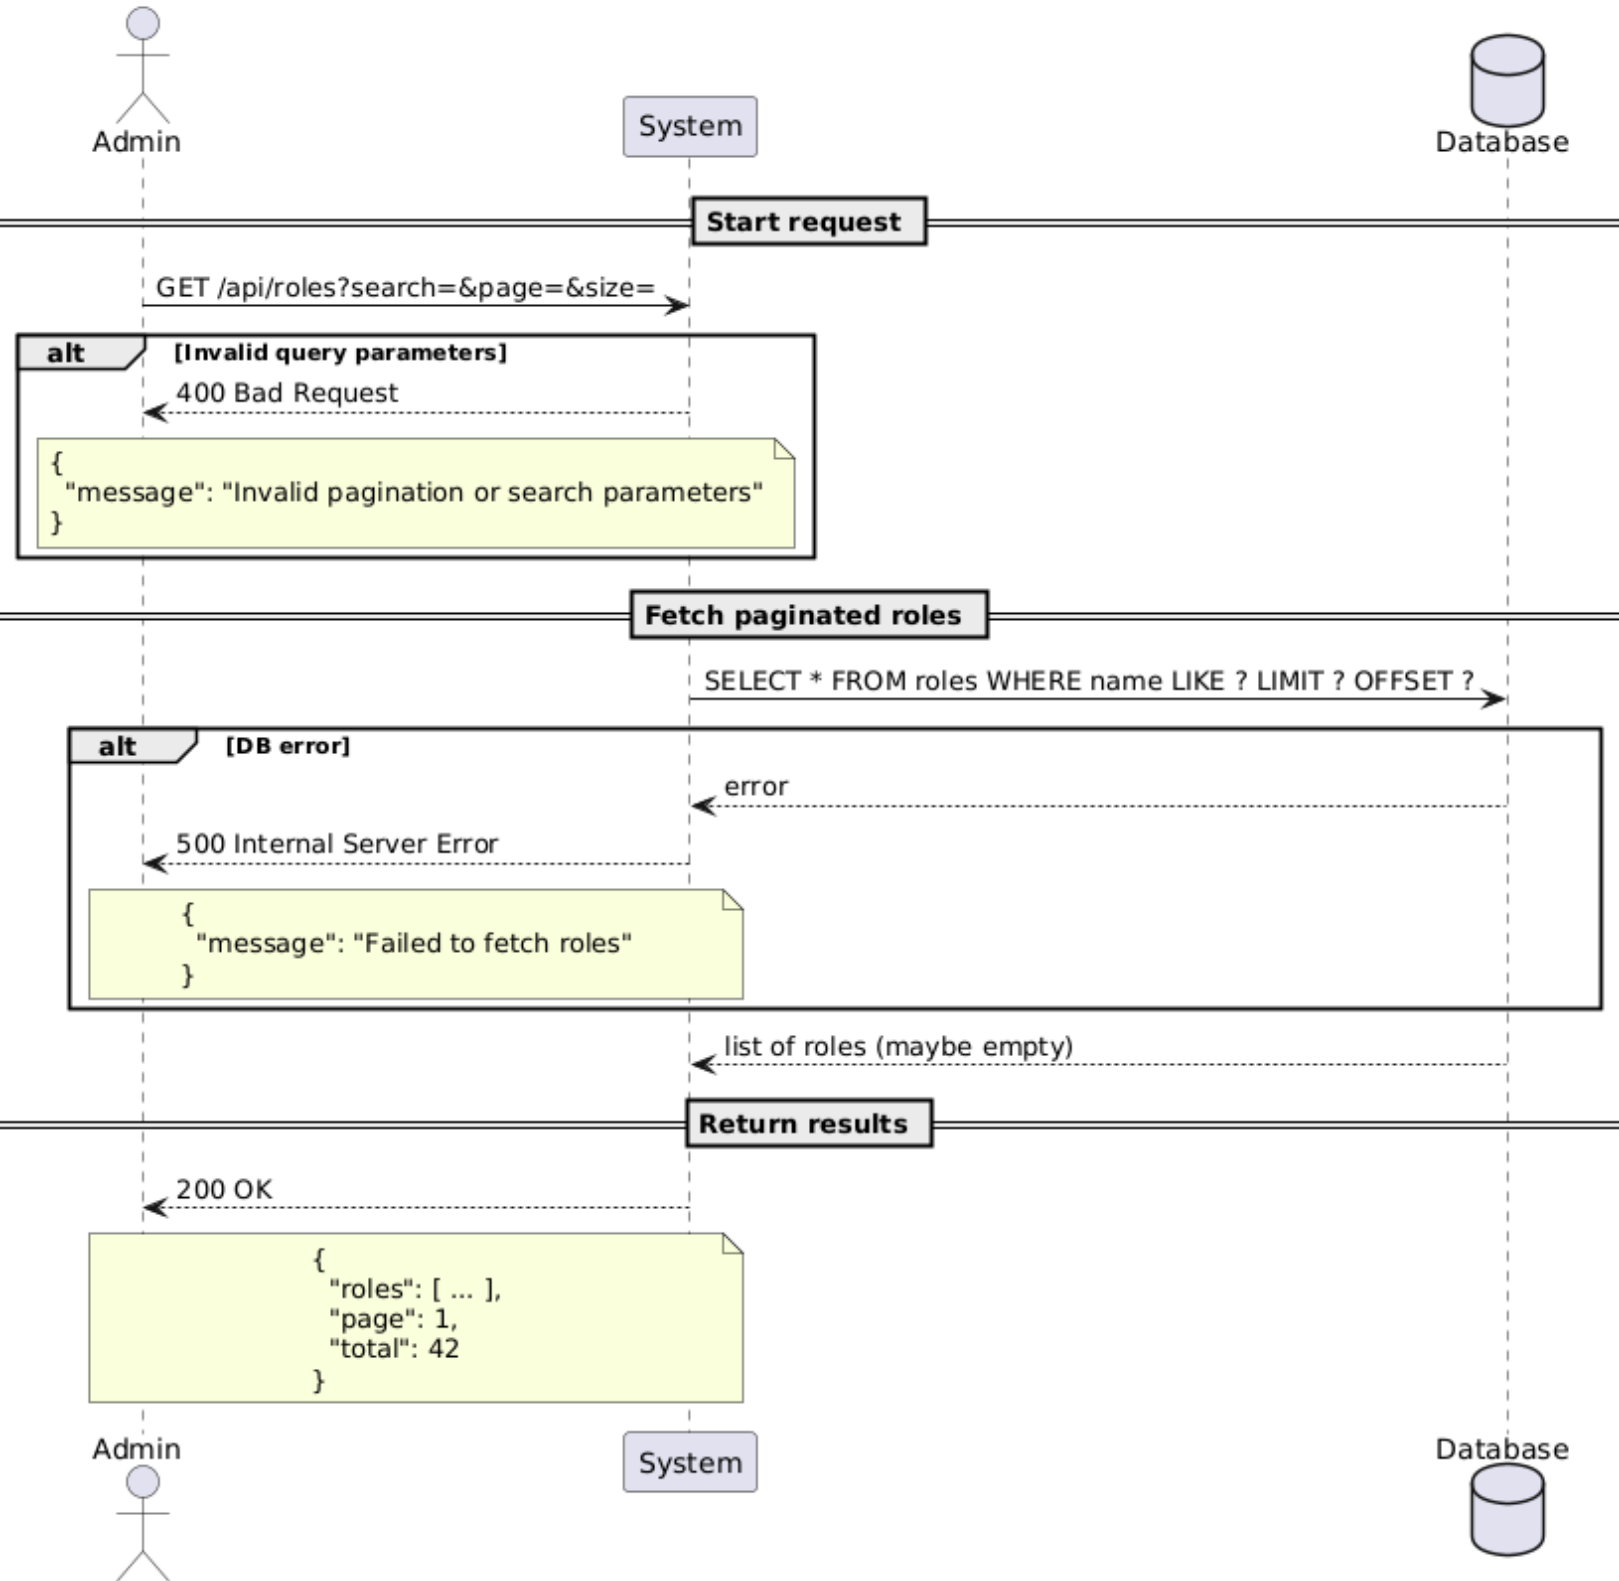 Admin
System
Database
Start request
GET /api/roles?search=&page=&size=
alt [Invalid query parameters]
400 Bad Request
{
"message": "Invalid pagination or search parameters"
}
Fetch paginated roles
SELECT * FROM roles WHERE name LIKE ? LIMIT ? OFFSET ?
alt [DB error]
error
500 Internal Server Error
{
"message": "Failed to fetch roles"
}
list of roles (maybe empty)
Return results
200 OK
{
"roles": [ ... ],
"page": 1,
"total": 42
}
Admin
System
Database